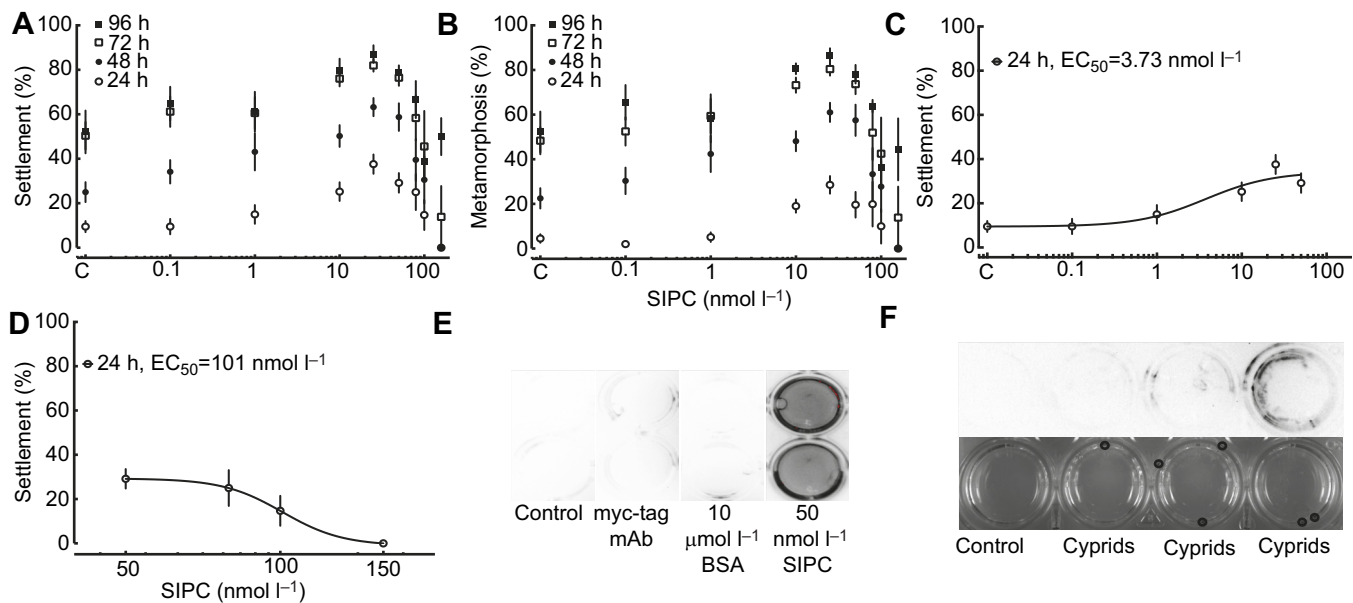 A
100
80
60
40
20
0
Settlement (%)
96 h
72 h
48 h
24 h
C 0.1 1 10 100
B
100
80
60
40
20
0
Metamorphosis (%)
96 h
72 h
48 h
24 h
C 0.1 1 10 100
SIPC (nmol l–1)
C
100
80
60
40
20
0
Settlement (%)
24 h, EC50=3.73 nmol l–1
C 0.1 1 10 100
D
100
80
60
40
20
0
Settlement (%)
24 h, EC50=101 nmol l–1
50 100 150
SIPC (nmol l–1)
E
Control myc-tag 10 50
mAb μmol l–1 nmol l–1
BSA SIPC
F
Control Cyprids Cyprids Cyprids